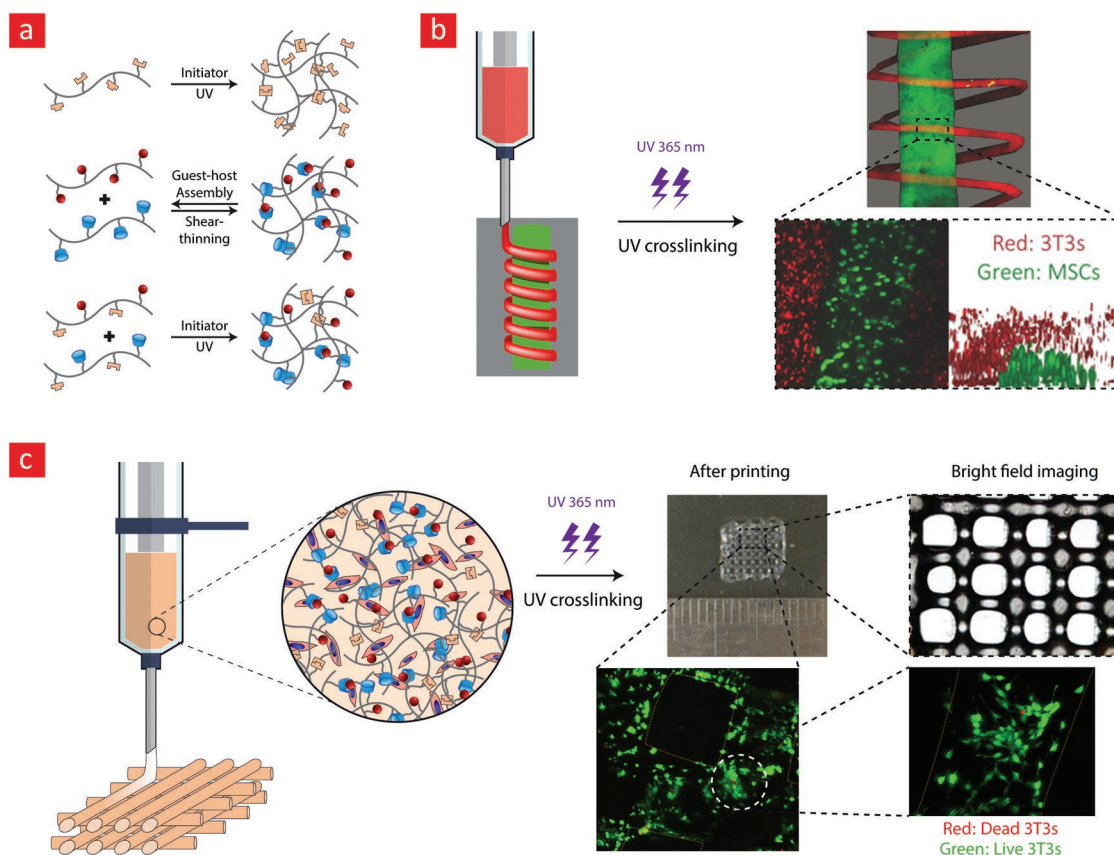 a
Initiator
UV
Guest-host
Assembly
Shear-
thinning
Initiator
UV
b
UV 365 nm
UV crosslinking
Red: 3T3s
Green: MSCs
c
UV 365 nm
UV crosslinking
After printing
Bright field imaging
Red: Dead 3T3s
Green: Live 3T3s